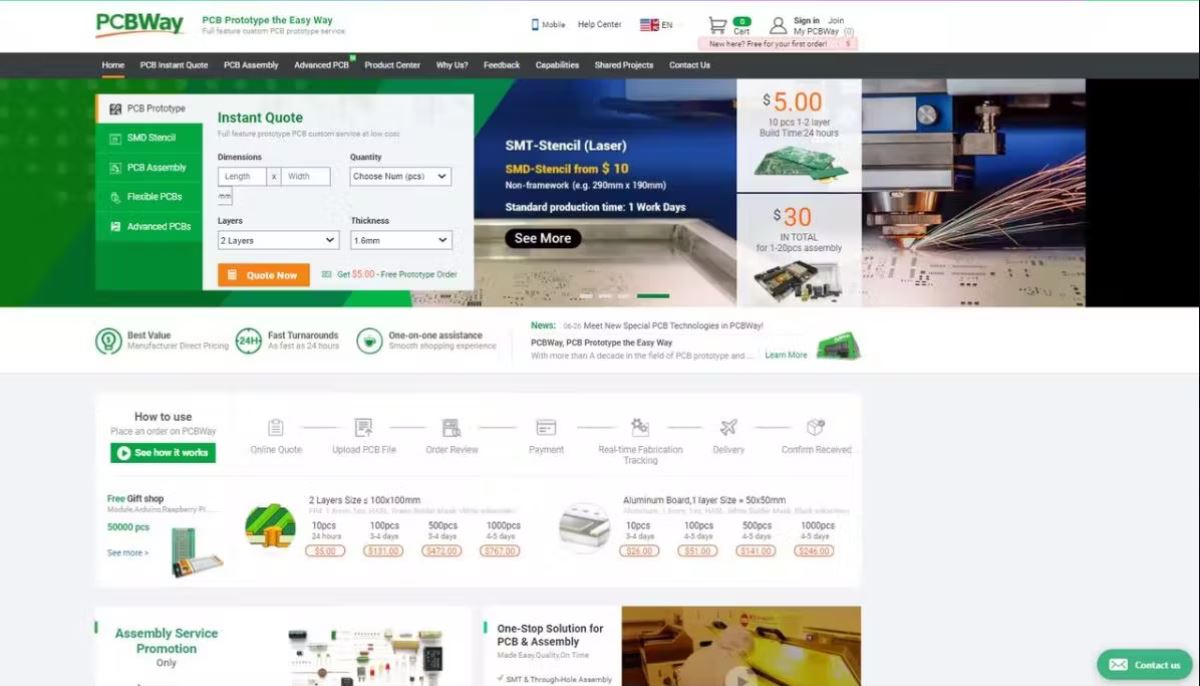 PCBWay
PCB Prototype the Easy Way
Full feature custom PCB prototype service
Mobile
Help Center
EN
0
Cart
Sign in Join
My PCBWay (0)
New here? Free for your first order! $
Home PCB Instant Quote PCB Assembly Advanced PCB Product Center Why Us? Feedback Capabilities Shared Projects Contact Us
PCB Prototype
SMD Stencil
PCB Assembly
Flexible PCBs
Advanced PCBs
Instant Quote
Full feature prototype PCB custom service at low cost
Dimensions
Length x Width
mm
Quantity
Choose Num (pcs)
Layers
2 Layers
Thickness
1.6mm
Quote Now
Get $5.00 - Free Prototype Order
SMT-Stencil (Laser)
SMD-Stencil from $ 10
Non-framework (e.g. 290mm x 190mm)
Standard production time: 1 Work Days
See More
$5.00
10 pcs 1-2 layer
Build Time:24 hours
$30
IN TOTAL
for 1-20pcs assembly
Best Value
Manufacturer Direct Pricing
24H
Fast Turnarounds
As fast as 24 hours
One-on-one assistance
Smooth shopping experience
News: 06-26 Meet New Special PCB Technologies in PCBWay!
PCBWay, PCB Prototype the Easy Way
With more than A decade in the field of PCB prototype and ... Learn More
How to use
Place an order on PCBWay
See how it works
Online Quote
Upload PCB File
Order Review
Payment
Real-time Fabrication
Tracking
Delivery
Confirm Received
Free Gift shop
Module,Arduino,Raspberry Pi...
50000 pcs
See more >
2 Layers Size ≤ 100x100mm
10pcs 100pcs 500pcs 1000pcs
24 hours 3-4 days 3-4 days 4-5 days
$5.00 $131.00 $472.00 $767.00
Aluminum Board,1 layer Size = 50x50mm
10pcs 100pcs 500pcs 1000pcs
4-5 days 4-5 days 4-5 days 4-5 days
$26.00 $51.00 $141.00 $246.00
Assembly Service
Promotion
Only
One-Stop Solution for
PCB & Assembly
Made Easy,Quality,On Time
SMT & Through-Hole Assembly
Contact us